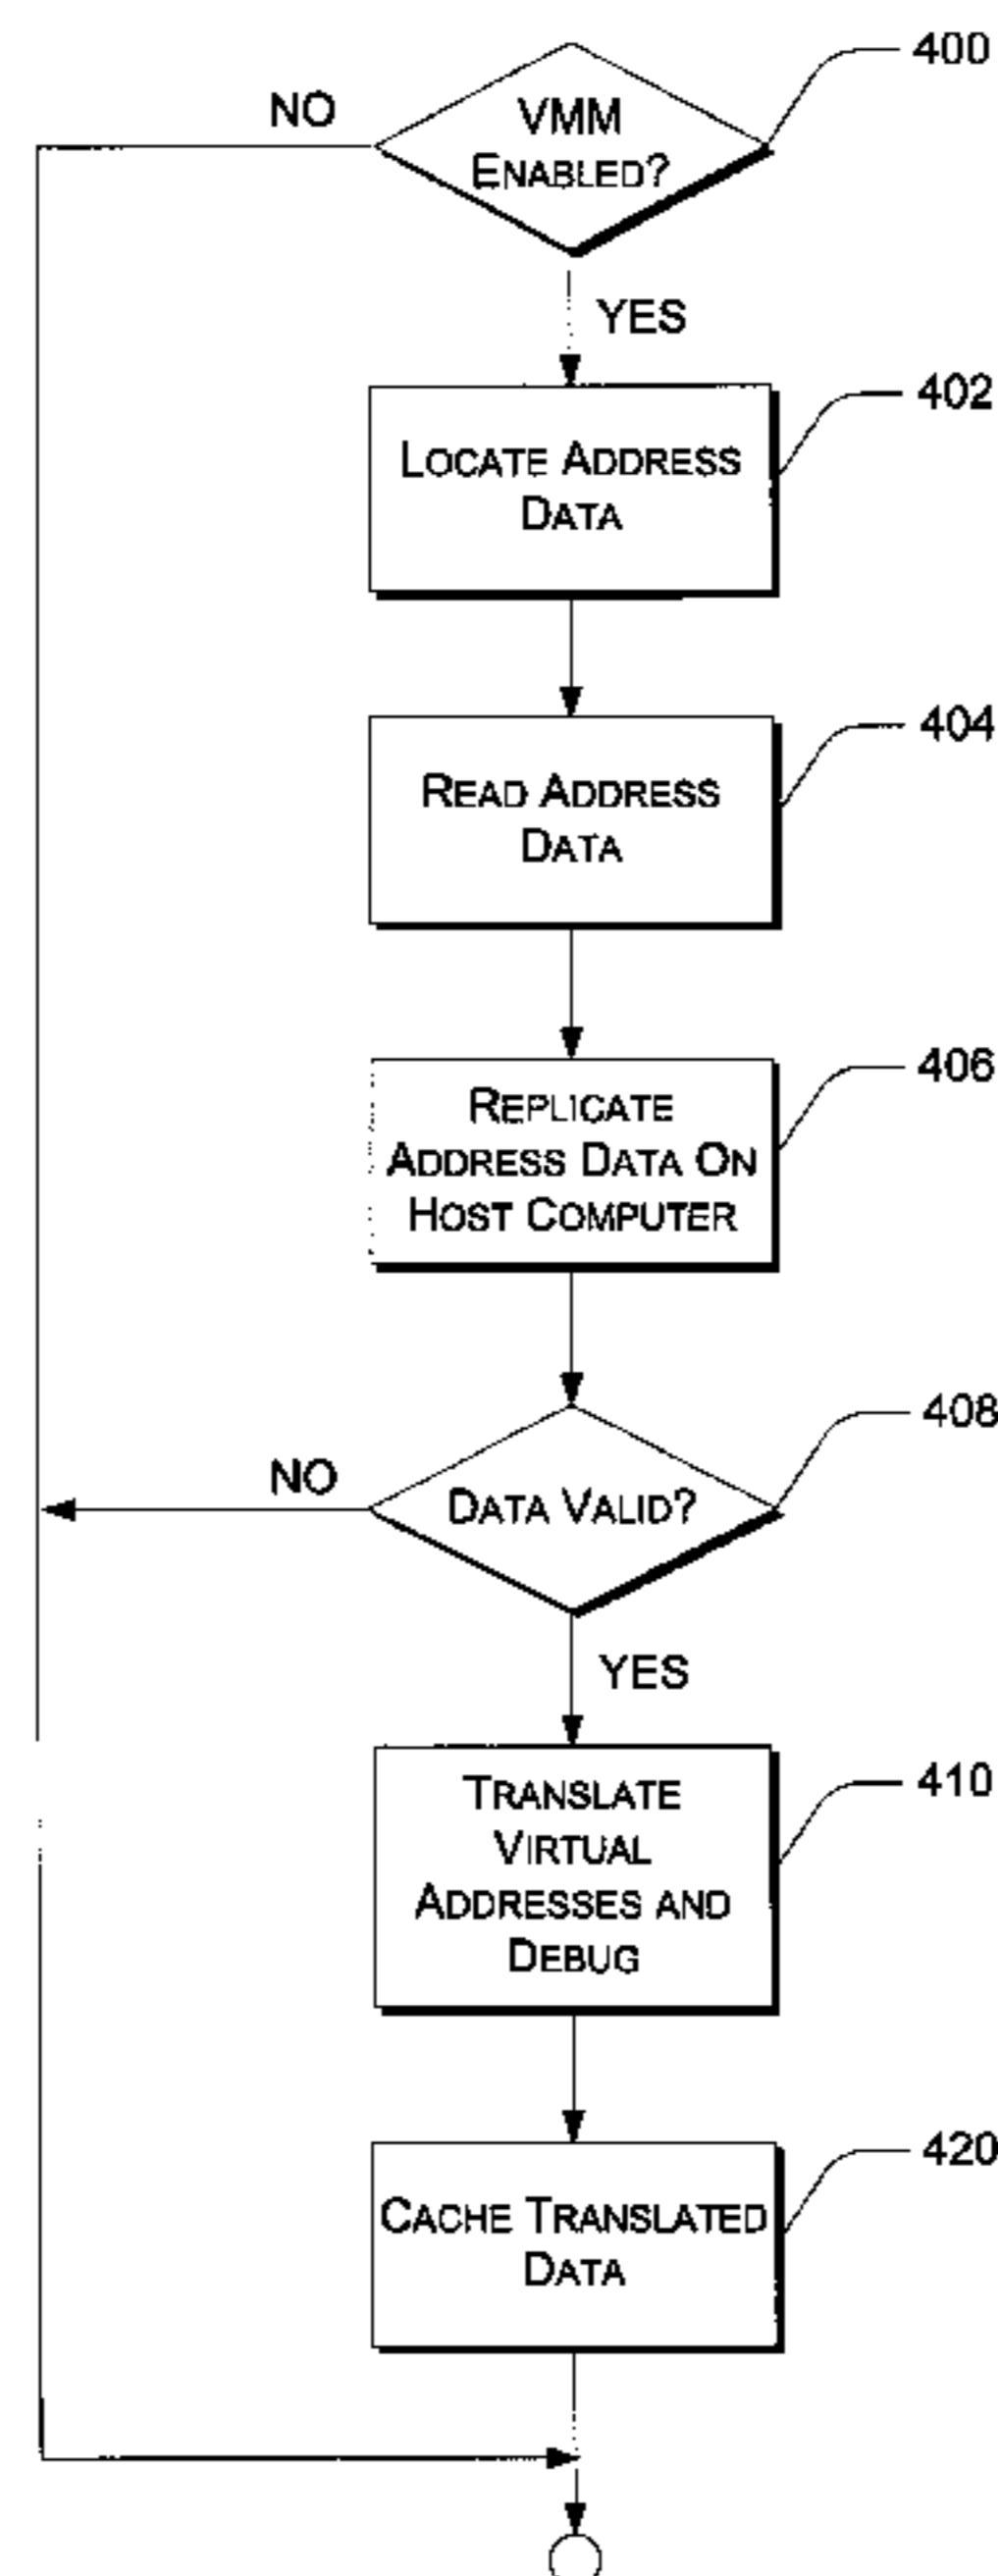 400
NO
VMM
ENABLED?
YES
402
LOCATE ADDRESS
DATA
404
READ ADDRESS
DATA
406
REPLICATE
ADDRESS DATA ON
HOST COMPUTER
408
NO
DATA VALID?
YES
410
TRANSLATE
VIRTUAL
ADDRESSES AND
DEBUG
420
CACHE TRANSLATED
DATA